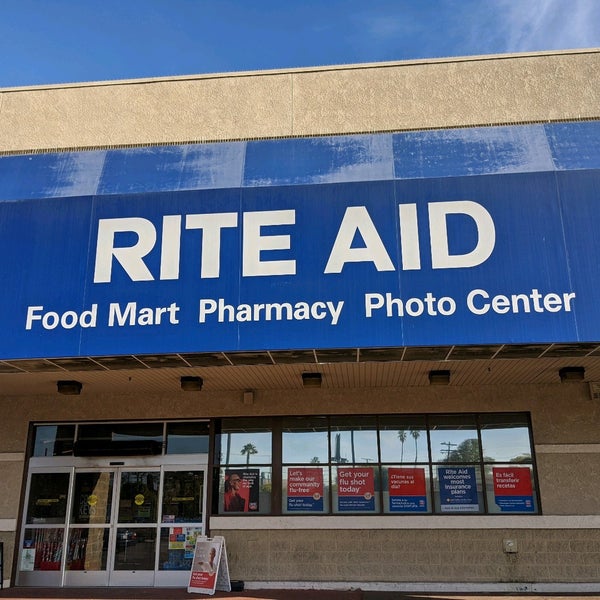 RITE AID
Food Mart Pharmacy Photo Center
Let's make our community flu-free
Get your flu shot today
¿Tiene sus vacunas al día?
Rite Aid welcomes most insurance plans
Es fácil transferir recetas